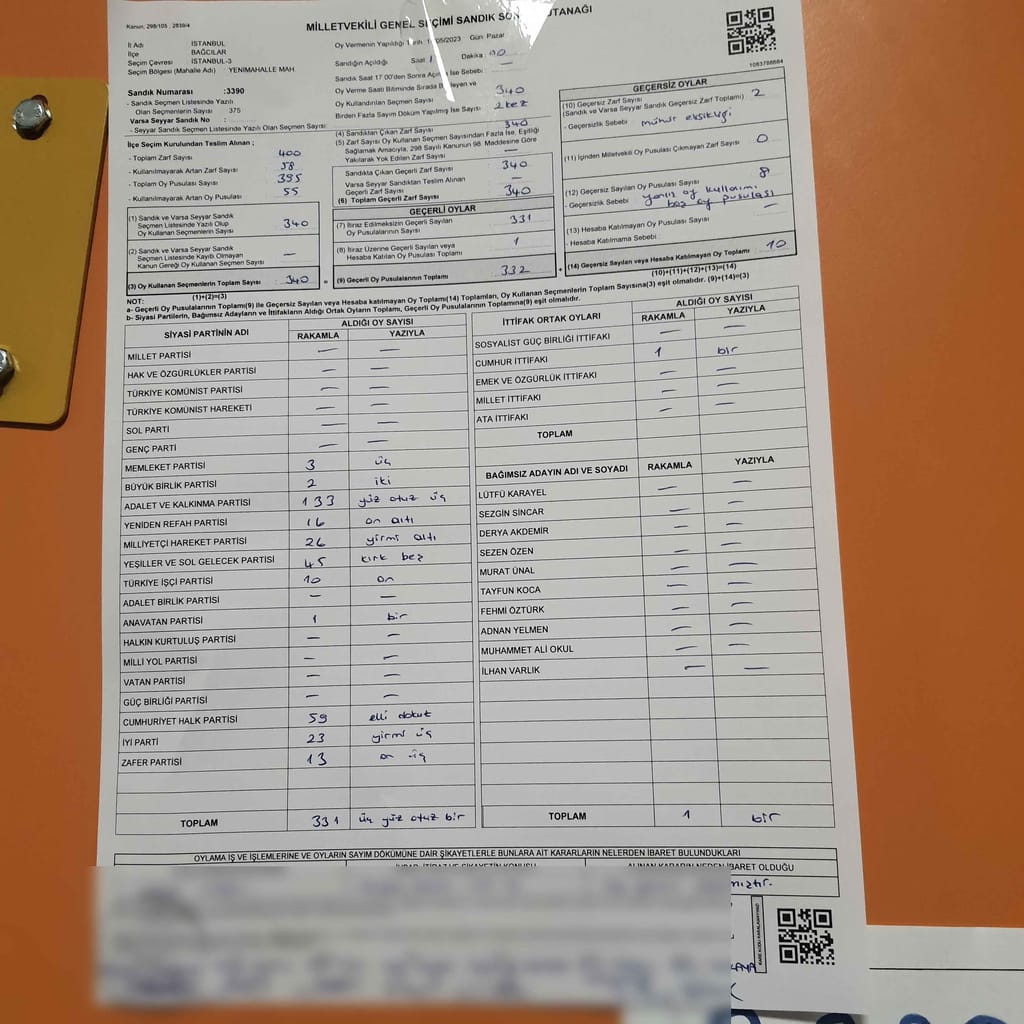 Kanun, 298/105 , 2839/4
MİLLETVEKİLİ GENEL SEÇİMİ SANDIK SON TUTANAĞI
İl Adı İSTANBUL
İlçe BAĞCILAR
Seçim Çevresi İSTANBUL-3
Seçim Bölgesi (Mahalle Adı) YENİMAHALLE MAH.
Sandık Numarası :3390
- Sandık Seçmen Listesinde Yazılı
Olan Seçmenlerin Sayısı 375
Varsa Seyyar Sandık No :
- Seyyar Sandık Seçmen Listesinde Yazılı Olan Seçmen Sayısı
İlçe Seçim Kurulundan Teslim Alınan ;
- Toplam Zarf Sayısı 400
- Kullanılmayarak Artan Zarf Sayısı 58
- Toplam Oy Pusulası Sayısı 395
- Kullanılmayarak Artan Oy Pusulası 55
(1) Sandık ve Varsa Seyyar Sandık
Seçmen Listesinde Yazılı Olup
Oy Kullanan Seçmenlerin Sayısı 340
(2) Sandık ve Varsa Seyyar Sandık
Seçmen Listesinde Kayıtlı Olmayan
Kanun Gereği Oy Kullanan Seçmen Sayısı —
(3) Oy Kullanan Seçmenlerin Toplam Sayısı 340
(1)+(2)=(3)
Oy Vermenin Yapıldığı /05/2023 Gün Pazar
Sandığın Açıldığı Saat Dakika : 00
Sandık Saat 17:00'den Sonra Açılmış İse Sebebi : —
Oy Verme Saati Bitiminde Sırada Bekleyen ve
Oy Kullandırılan Seçmen Sayısı 340
Birden Fazla Sayım Döküm Yapılmış İse Sayısı 2 kez
(4) Sandıktan Çıkan Zarf Sayısı 340
(5) Zarf Sayısı Oy Kullanan Seçmen Sayısından Fazla İse, Eşitliği
Sağlamak Amacıyla, 298 Sayılı Kanunun 98. Maddesine Göre
Yakılarak Yok Edilen Zarf Sayısı —
Sandıkta Çıkan Geçerli Zarf Sayısı 340
Varsa Seyyar Sandıktan Teslim Alınan
Geçerli Zarf Sayısı —
(6) Toplam Geçerli Zarf Sayısı 340
GEÇERLİ OYLAR
(7) İtiraz Edilmeksizin Geçerli Sayılan
Oy Pusulalarının Sayısı 331
(8) İtiraz Üzerine Geçerli Sayılan veya
Hesaba Katılan Oy Pusulası Toplamı 1
(9) Geçerli Oy Pusulalarının Toplamı 332
1083788684
GEÇERSİZ OYLAR
(10) Geçersiz Zarf Sayısı 2
(Sandık ve Varsa Seyyar Sandık Geçersiz Zarf Toplamı)
- Geçersizlik Sebebi : mühür eksikliği
(11) İçinden Milletvekili Oy Pusulası Çıkmayan Zarf Sayısı 0
(12) Geçersiz Sayılan Oy Pusulası Sayısı 8
- Geçersizlik Sebebi yanlış oy kullanımı
boş oy pusulası
(13) Hesaba Katılmayan Oy Pusulası Sayısı —
- Hesaba Katılmama Sebebi :
(14) Geçersiz Sayılan veya Hesaba Katılmayan Oy Toplamı 10
(10)+(11)+(12)+(13)=(14)
NOT:
a- Geçerli Oy Pusulalarının Toplamı(9) ile Geçersiz Sayılan veya Hesaba katılmayan Oy Toplamı(14) Toplamları, Oy Kullanan Seçmenlerin Toplam Sayısına(3) eşit olmalıdır. (9)+(14)=(3)
b- Siyasi Partilerin, Bağımsız Adayların ve İttifakların Aldığı Ortak Oyların Toplamı, Geçerli Oy Pusulalarının Toplamına(9) eşit olmalıdır.
SİYASİ PARTİNİN ADI ALDIĞI OY SAYISI
RAKAMLA YAZIYLA
MİLLET PARTİSİ — —
HAK VE ÖZGÜRLÜKLER PARTİSİ — —
TÜRKİYE KOMÜNİST PARTİSİ — —
TÜRKİYE KOMÜNİST HAREKETİ — —
SOL PARTİ — —
GENÇ PARTİ — —
MEMLEKET PARTİSİ 3 üç
BÜYÜK BİRLİK PARTİSİ 2 iki
ADALET VE KALKINMA PARTİSİ 133 yüz otuz üç
YENİDEN REFAH PARTİSİ 16 on altı
MİLLİYETÇİ HAREKET PARTİSİ 26 yirmi altı
YEŞİLLER VE SOL GELECEK PARTİSİ 45 kırk beş
TÜRKİYE İŞÇİ PARTİSİ 10 on
ADALET BİRLİK PARTİSİ — —
ANAVATAN PARTİSİ 1 bir
HALKIN KURTULUŞ PARTİSİ — —
MİLLİ YOL PARTİSİ — —
VATAN PARTİSİ — —
GÜÇ BİRLİĞİ PARTİSİ — —
CUMHURİYET HALK PARTİSİ 59 elli dokuz
İYİ PARTİ 23 yirmi üç
ZAFER PARTİSİ 13 on üç
TOPLAM 331 üç yüz otuz bir
İTTİFAK ORTAK OYLARI ALDIĞI OY SAYISI
RAKAMLA YAZIYLA
SOSYALİST GÜÇ BİRLİĞİ İTTİFAKI — —
CUMHUR İTTİFAKI 1 bir
EMEK VE ÖZGÜRLÜK İTTİFAKI — —
MİLLET İTTİFAKI — —
ATA İTTİFAKI — —
TOPLAM
BAĞIMSIZ ADAYIN ADI VE SOYADI RAKAMLA YAZIYLA
LÜTFÜ KARAYEL — —
SEZGİN SİNCAR — —
DERYA AKDEMİR — —
SEZEN ÖZEN — —
MURAT ÜNAL — —
TAYFUN KOCA — —
FEHMİ ÖZTÜRK — —
ADNAN YELMEN — —
MUHAMMET ALİ OKUL — —
İLHAN VARLIK — —
TOPLAM 1 bir
OYLAMA İŞ VE İŞLEMLERİNE VE OYLARIN SAYIM DÖKÜMÜNE DAİR ŞİKAYETLERLE BUNLARA AİT KARARLARIN NELERDEN İBARET BULUNDUKLARI
ALINAN KARARIN NEDEN İBARET OLDUĞU
mıştır.